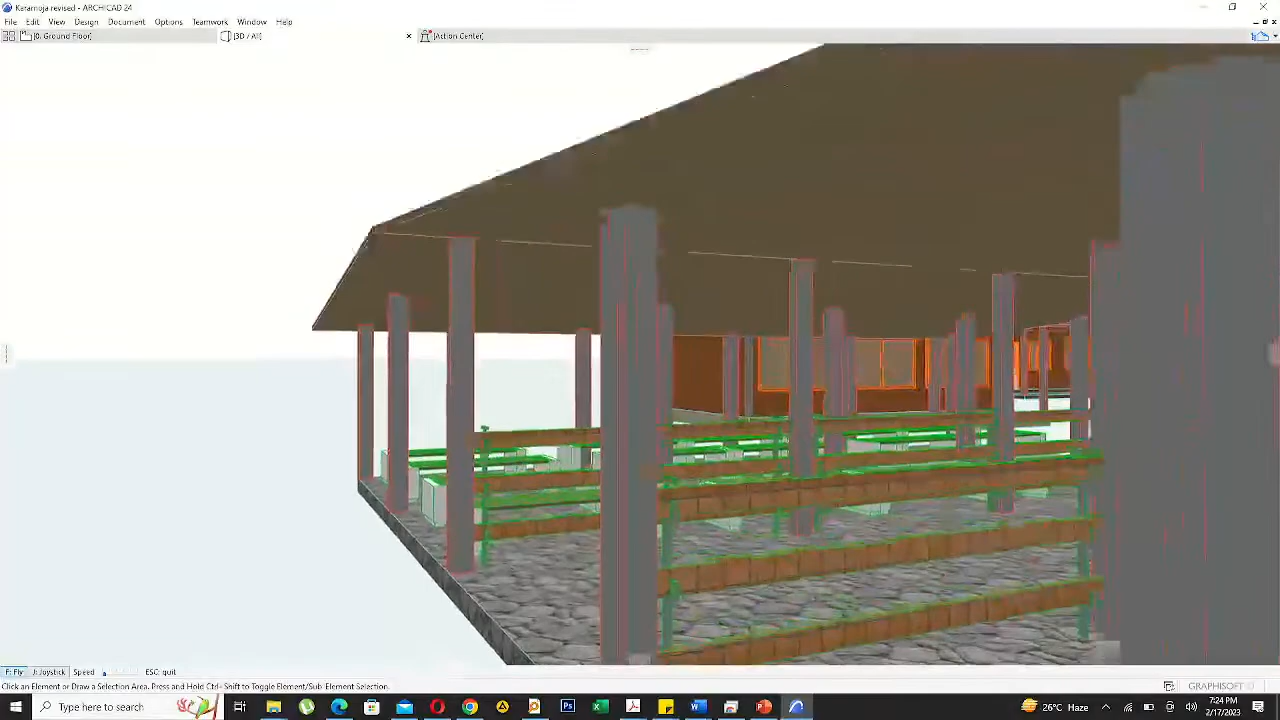 Keramoja revised - ARCHICAD 24
File Edit View Design Document Options Teamwork Window Help
[0. Ground Floor]
[3D / All]
[Action Center]
F: Fly J: Joystick Speed ESC: quit
Click an Element or Draw a Selection Area. Press and Hold Ctrl+Shift to Toggle Element/Sub-Element Selection.
GRAPHISOFT
Type here to search
26°C Haze
7:24 PM
2/17/2023